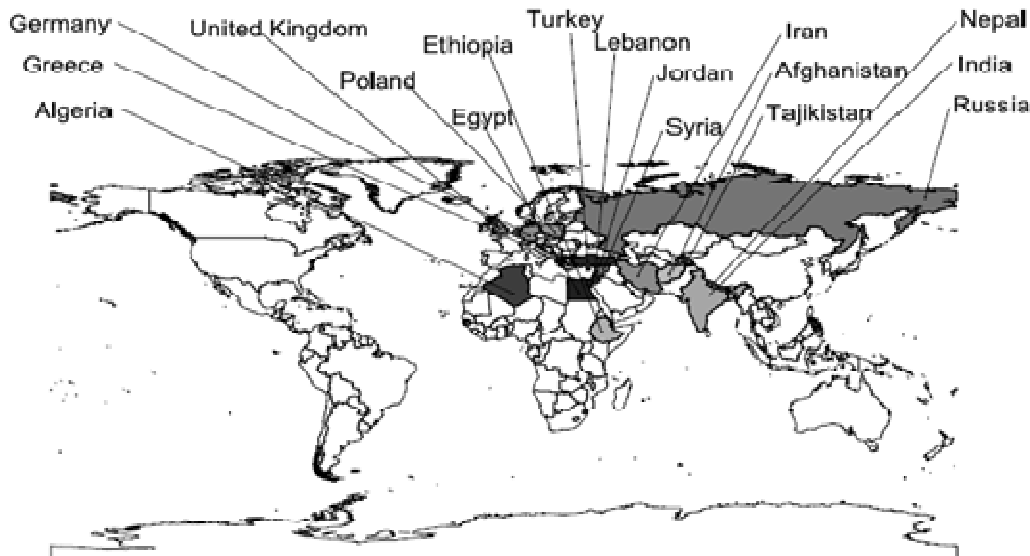 Germany
United Kingdom
Ethiopia
Turkey
Lebanon
Iran
Nepal
Greece
Poland
Jordan
Afghanistan
India
Algeria
Egypt
Syria
Tajikistan
Russia